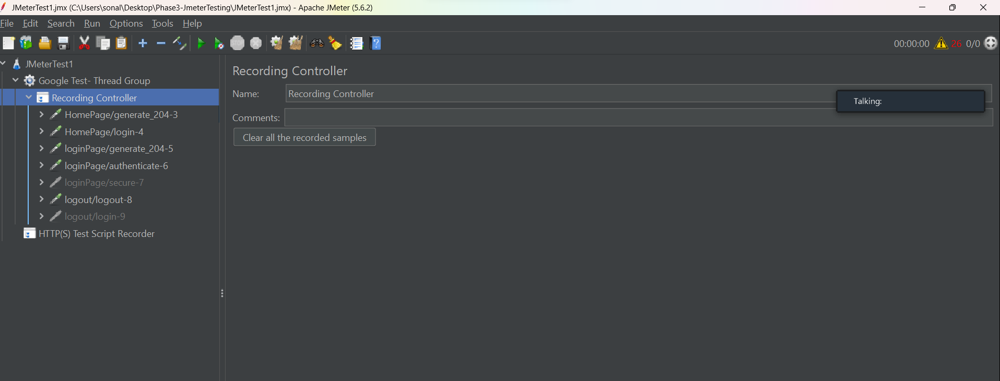 JMeterTest1.jmx (C:\Users\sonal\Desktop\Phase3-JmeterTesting\JMeterTest1.jmx) - Apache JMeter (5.6.2)
File Edit Search Run Options Tools Help
STOP
00:00:00 26 0/0
JMeterTest1
Google Test- Thread Group
Recording Controller
HomePage/generate_204-3
HomePage/login-4
loginPage/generate_204-5
loginPage/authenticate-6
loginPage/secure-7
logout/logout-8
logout/login-9
HTTP(S) Test Script Recorder
Recording Controller
Name: Recording Controller
Talking:
Comments:
Clear all the recorded samples